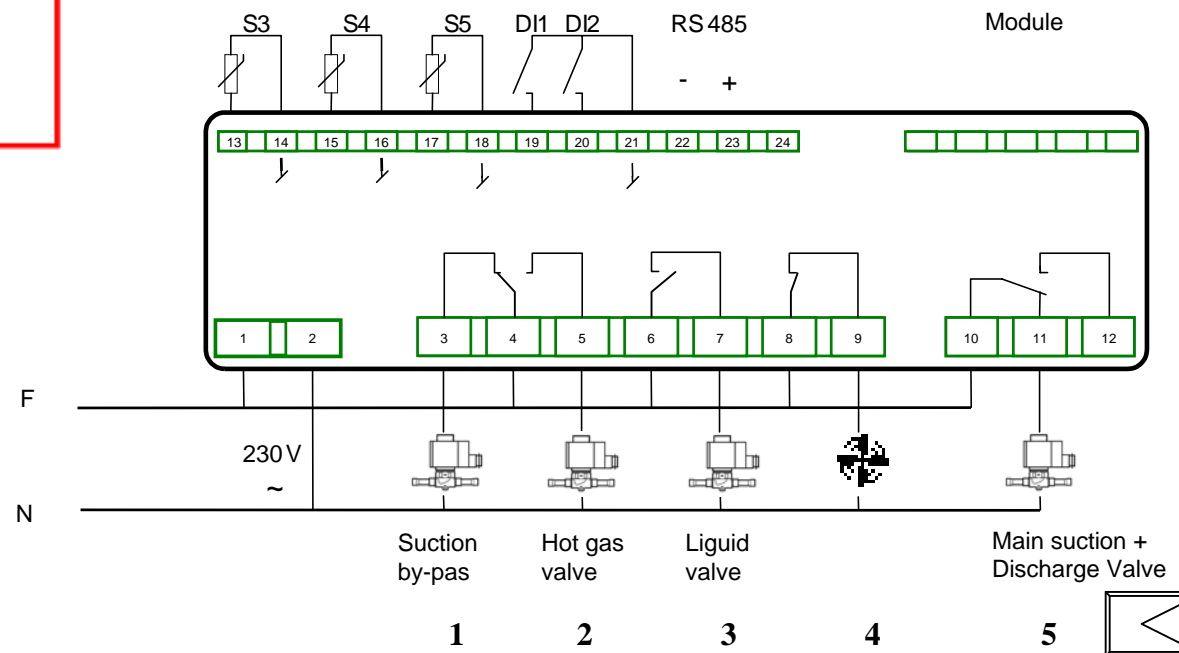 S3 S4 S5 DI1 DI2 RS 485 Module
- +
13 14 15 16 17 18 19 20 21 22 23 24
1 2 3 4 5 6 7 8 9 10 11 12
F
230 V
~
N
Suction Hot gas Liguid Main suction +
by-pas valve valve Discharge Valve
1 2 3 4 5